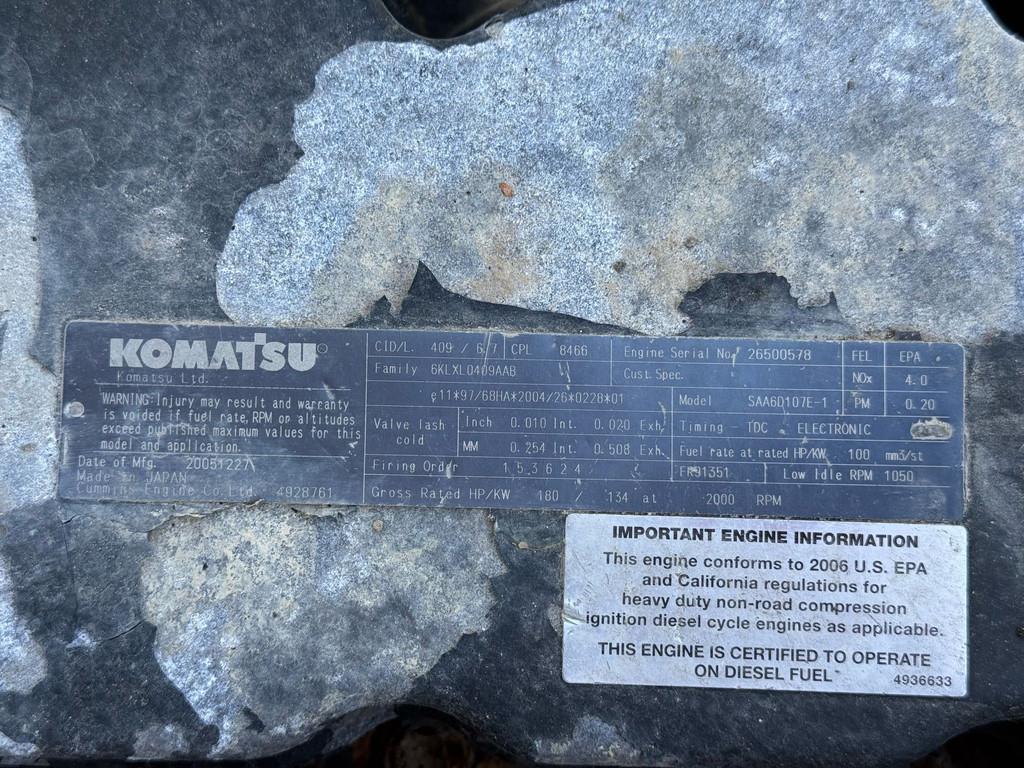 KOMATSU
Komatsu Ltd.
WARNING: Injury may result and warranty
is voided if fuel rate, RPM or altitudes
exceed published maximum values for this
model and application.
Date of Mfg. 20051227
Made in JAPAN
Cummins Engine Co Ltd. 4928761
CID/L. 409 / 6.7 CPL 8466 Engine Serial No. 26500578 FEL EPA
Family 6KLXL0409AAB Cust.Spec. NOx 4.0
e11*97/68HA*2004/26*0228*01 Model SAA6D107E-1 PM 0.20
Valve lash cold Inch 0.010 Int. 0.020 Exh. Timing - TDC ELECTRONIC
MM 0.254 Int. 0.508 Exh. Fuel rate at rated HP/KW 100 mm3/st
Firing Order 153624 FR91351 Low Idle RPM 1050
Gross Rated HP/KW 180 / 134 at 2000 RPM
IMPORTANT ENGINE INFORMATION
This engine conforms to 2006 U.S. EPA
and California regulations for
heavy duty non-road compression
ignition diesel cycle engines as applicable.
THIS ENGINE IS CERTIFIED TO OPERATE
ON DIESEL FUEL
4936633